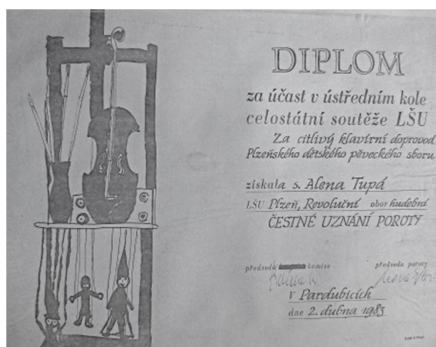 DIPLOM
za účast v ústředním kole
celostátní soutěže LŠU
Za citlivý klavírní doprovod
Plzeňského dětského pěveckého sboru
získala s. Alena Tupá
LŠU Plzeň, Revoluční obor hudební
ČESTNÉ UZNÁNÍ POROTY
předseda komise předseda poroty
v Pardubicích
dne 2. dubna 1983